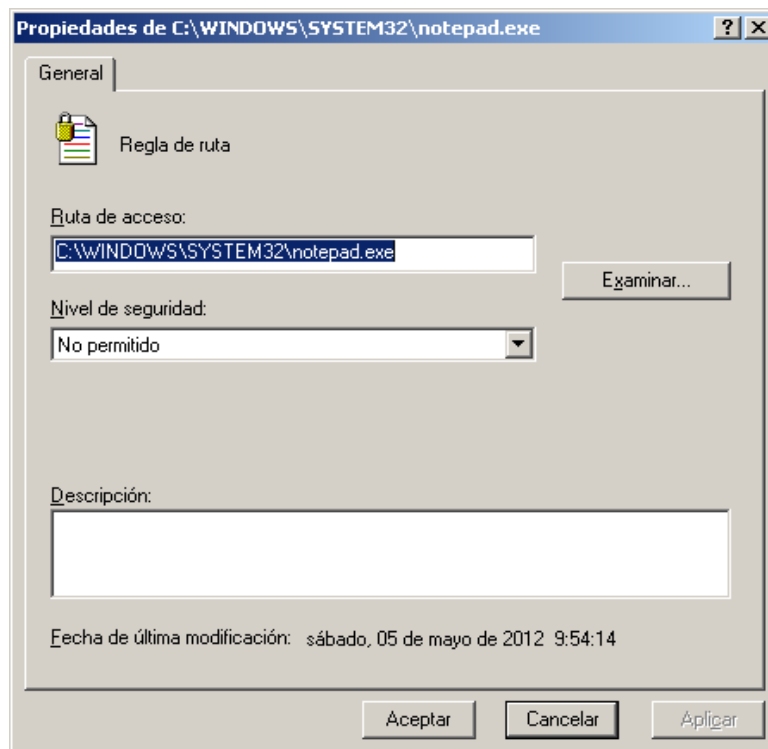 Propiedades de C:\WINDOWS\SYSTEM32\notepad.exe
General
Regla de ruta
Ruta de acceso:
C:\WINDOWS\SYSTEM32\notepad.exe
Examinar...
Nivel de seguridad:
No permitido
Descripción:
Fecha de última modificación: sábado, 05 de mayo de 2012 9:54:14
Aceptar Cancelar Aplicar